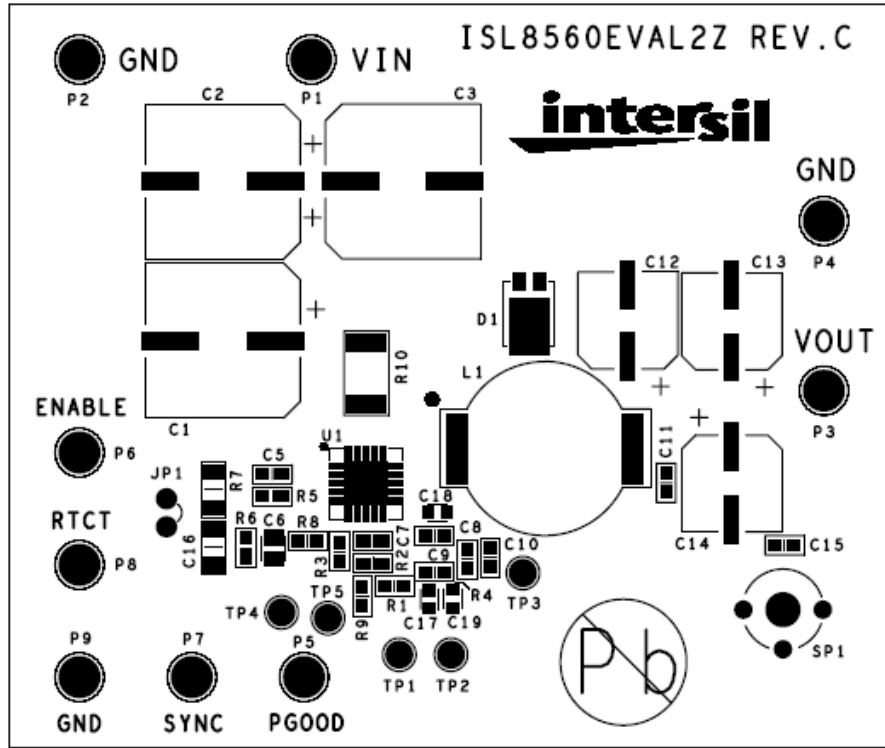 ISL8560EVAL2Z REV.C
GND
VIN
P2
C2
P1
C3
intersil
GND
P4
C12
C13
D1
VOUT
R10
L1
P3
ENABLE
C1
U1
P6
JP1
R7
C5
R5
C11
C18
RTCT
C16
R6
C6
R8
C7
C8
C14
C15
P8
R3
R2
C9
C10
R4
TP4
TP5
R9
R1
C17
C19
TP3
P9
P7
P5
TP1
TP2
Pb
SP1
GND
SYNC
PGOOD